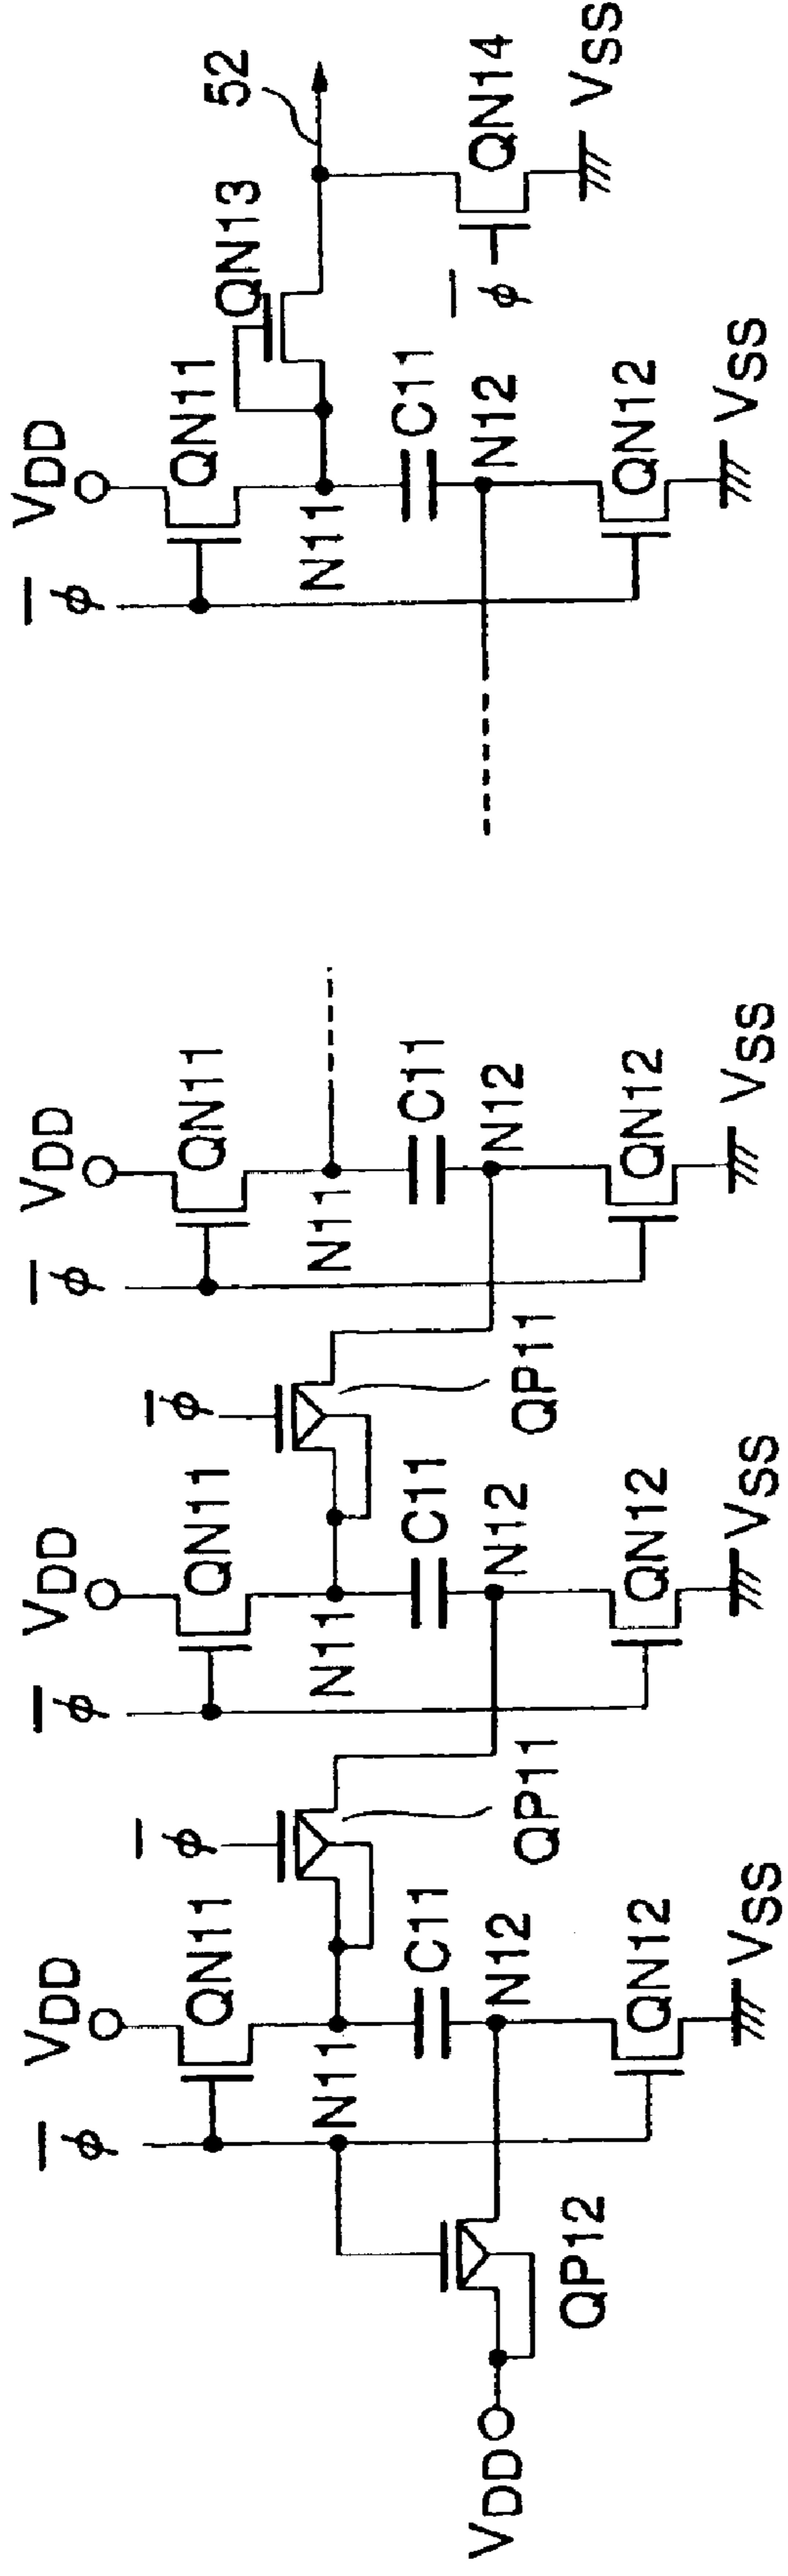 φ̅ VDD φ̅ VDD φ̅ VDD φ̅ VDD
QN11 φ̅ QN11 φ̅ QN11 QN11 QN13 52
N11 N11 N11 N11
C11 C11 C11 C11
VDD N12 N12 N12 N12 φ̅ QN14
QP12 QP11 QP11
QN12 QN12 QN12 QN12 VSS
VSS VSS VSS VSS